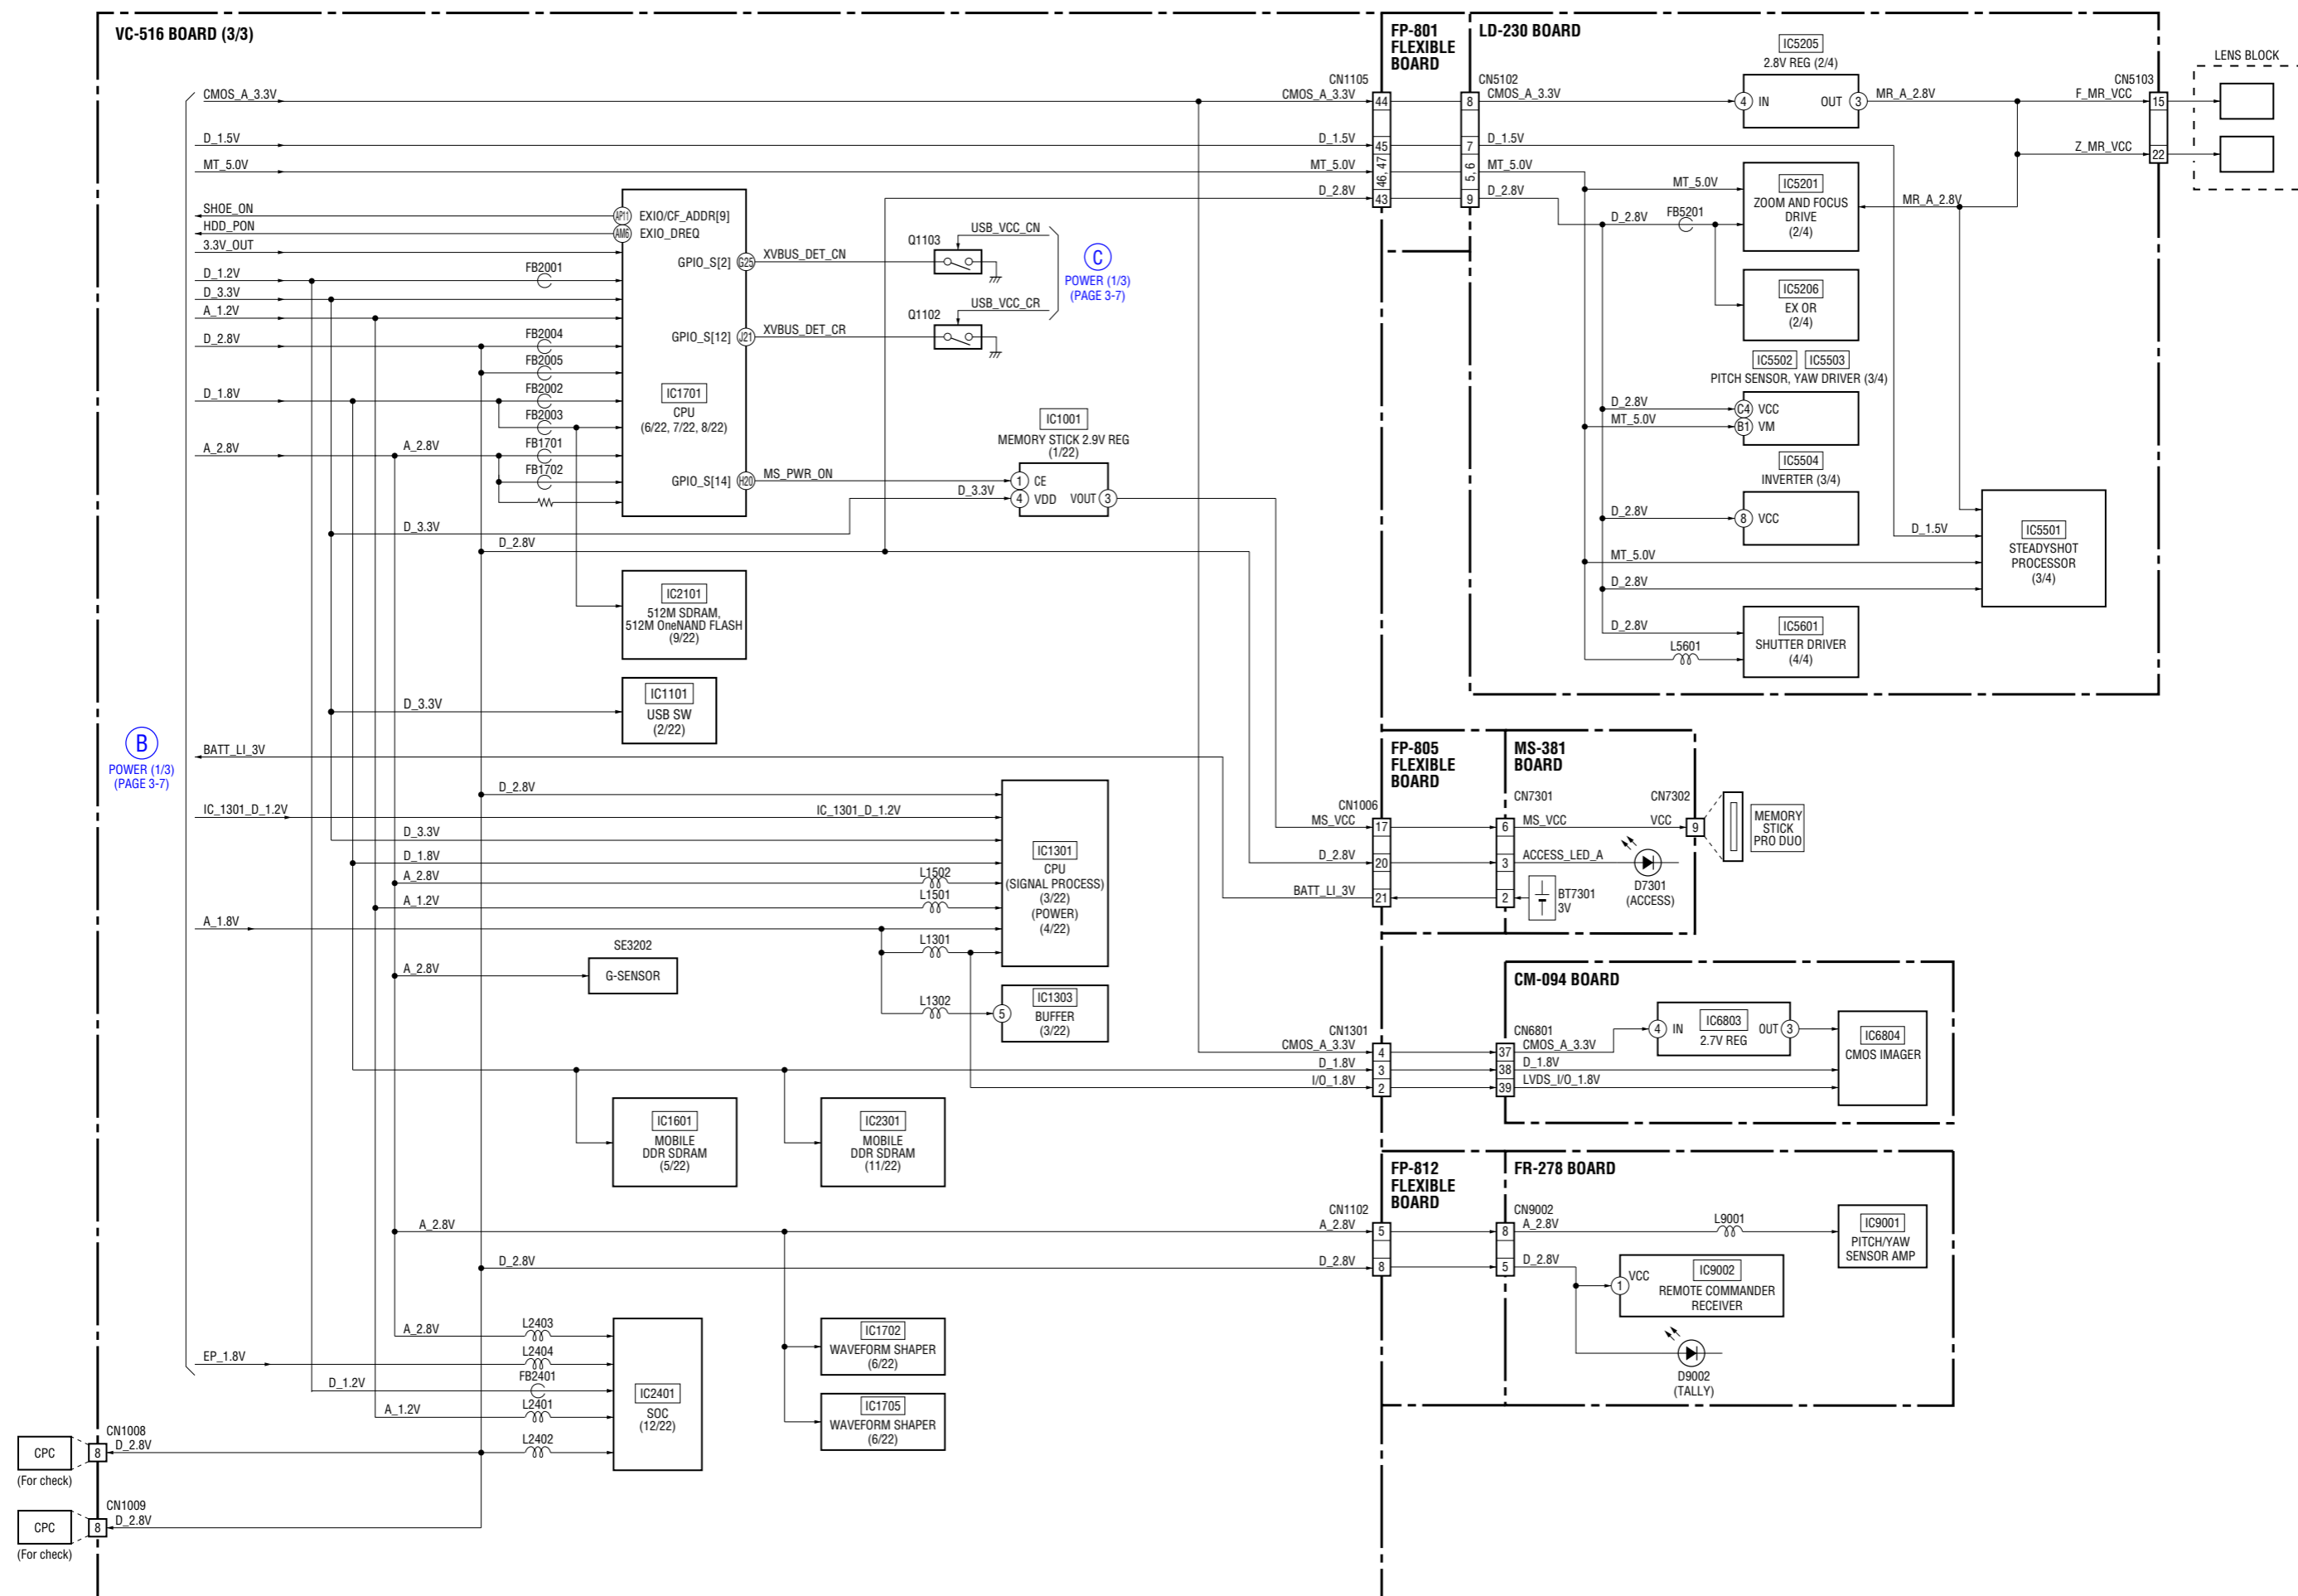 VC-516 BOARD (3/3)
CMOS_A_3.3V
D_1.5V
MT_5.0V
SHOE_ON
HDD_PON
3.3V_OUT
D_1.2V
D_3.3V
A_1.2V
D_2.8V
D_1.8V
A_2.8V
A_2.8V
FB2001
FB2004
FB2005
FB2002
FB2003
FB1701
FB1702
AP11 EXIO/CF_ADDR[9]
AM6 EXIO_DREQ
GPIO_S[2] G25
GPIO_S[12] J21
IC1701
CPU
(6/22, 7/22, 8/22)
GPIO_S[14] H20
XVBUS_DET_CN
XVBUS_DET_CR
MS_PWR_ON
Q1103
Q1102
USB_VCC_CN
USB_VCC_CR
C
POWER (1/3)
(PAGE 3-7)
IC1001
MEMORY STICK 2.9V REG
(1/22)
1 CE
4 VDD VOUT 3
D_3.3V
D_3.3V
D_2.8V
IC2101
512M SDRAM,
512M OneNAND FLASH
(9/22)
D_3.3V
IC1101
USB SW
(2/22)
B
POWER (1/3)
(PAGE 3-7)
BATT_LI_3V
IC_1301_D_1.2V
D_2.8V
IC_1301_D_1.2V
D_3.3V
D_1.8V
A_2.8V
A_1.2V
L1502
L1501
IC1301
CPU
(SIGNAL PROCESS)
(3/22)
(POWER)
(4/22)
A_1.8V
L1301
SE3202
G-SENSOR
A_2.8V
L1302
5
IC1303
BUFFER
(3/22)
IC1601
MOBILE
DDR SDRAM
(5/22)
IC2301
MOBILE
DDR SDRAM
(11/22)
A_2.8V
D_2.8V
A_2.8V
L2403
EP_1.8V
L2404
D_1.2V
FB2401
A_1.2V
L2401
L2402
IC2401
SOC
(12/22)
IC1702
WAVEFORM SHAPER
(6/22)
IC1705
WAVEFORM SHAPER
(6/22)
CN1008
8 D_2.8V
CPC
(For check)
CN1009
8 D_2.8V
CPC
(For check)
FP-801
FLEXIBLE
BOARD
CN1105
CMOS_A_3.3V 44
D_1.5V 45
MT_5.0V 46, 47
D_2.8V 43
LD-230 BOARD
CN5102
8 CMOS_A_3.3V
7 D_1.5V
5, 6 MT_5.0V
9 D_2.8V
IC5205
2.8V REG (2/4)
4 IN OUT 3
MR_A_2.8V
F_MR_VCC
Z_MR_VCC
CN5103
15
22
LENS BLOCK
MT_5.0V
D_2.8V
FB5201
IC5201
ZOOM AND FOCUS
DRIVE
(2/4)
MR_A_2.8V
IC5206
EX OR
(2/4)
IC5502 IC5503
PITCH SENSOR, YAW DRIVER (3/4)
D_2.8V
C4 VCC
MT_5.0V
B1 VM
IC5504
INVERTER (3/4)
D_2.8V
8 VCC
D_1.5V
MT_5.0V
D_2.8V
IC5501
STEADYSHOT
PROCESSOR
(3/4)
D_2.8V
L5601
IC5601
SHUTTER DRIVER
(4/4)
FP-805
FLEXIBLE
BOARD
MS-381
BOARD
CN1006
MS_VCC 17
D_2.8V 20
BATT_LI_3V 21
CN7301
6 MS_VCC
3 ACCESS_LED_A
2
CN7302
VCC 9
MEMORY
STICK
PRO DUO
D7301
(ACCESS)
BT7301
3V
CM-094 BOARD
CN1301
CMOS_A_3.3V 4
D_1.8V 3
I/O_1.8V 2
CN6801
37 CMOS_A_3.3V
38 D_1.8V
39 LVDS_I/O_1.8V
4 IN
IC6803
2.7V REG
OUT 3
IC6804
CMOS IMAGER
FP-812
FLEXIBLE
BOARD
FR-278 BOARD
CN1102
A_2.8V 5
D_2.8V 8
CN9002
8 A_2.8V
5 D_2.8V
L9001
IC9001
PITCH/YAW
SENSOR AMP
1 VCC
IC9002
REMOTE COMMANDER
RECEIVER
D9002
(TALLY)